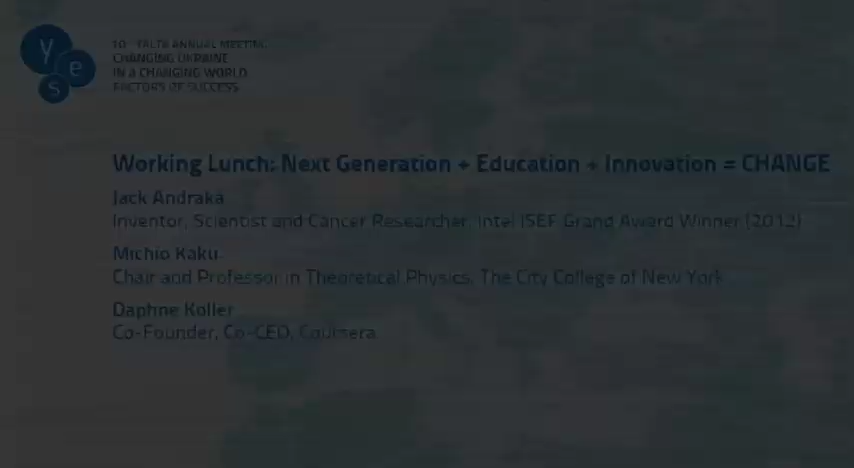 yes
10TH YALTA ANNUAL MEETING
CHANGING UKRAINE
IN A CHANGING WORLD
FACTORS OF SUCCESS
Working Lunch: Next Generation + Education + Innovation = CHANGE
Jack Andraka
Inventor, Scientist and Cancer Researcher, Intel ISEF Grand Award Winner (2012)
Michio Kaku
Chair and Professor in Theoretical Physics, The City College of New York
Daphne Koller
Co-Founder, Co-CEO, Coursera